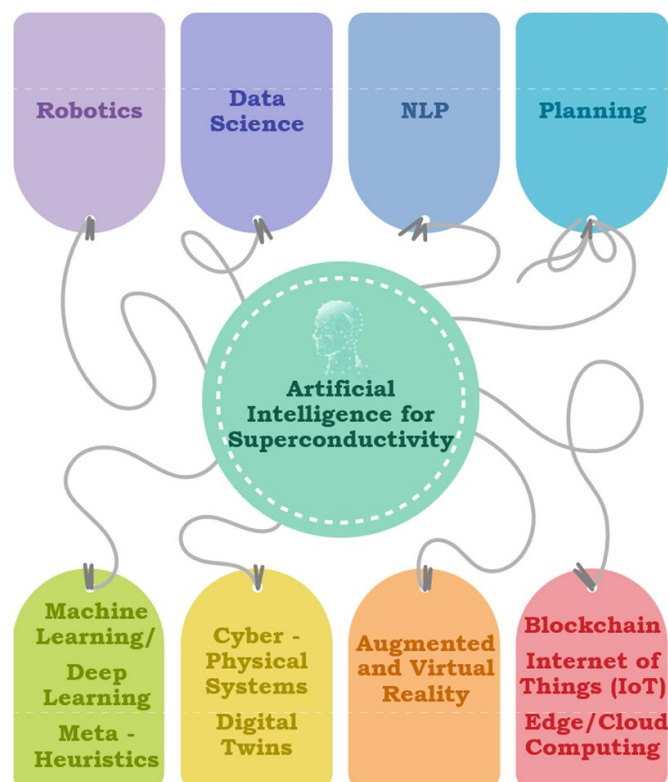 Robotics
Data
Science
NLP
Planning
Artificial
Intelligence for
Superconductivity
Machine
Learning/
Deep
Learning
Meta -
Heuristics
Cyber -
Physical
Systems
Digital
Twins
Augmented
and Virtual
Reality
Blockchain
Internet of
Things (IoT)
Edge/Cloud
Computing